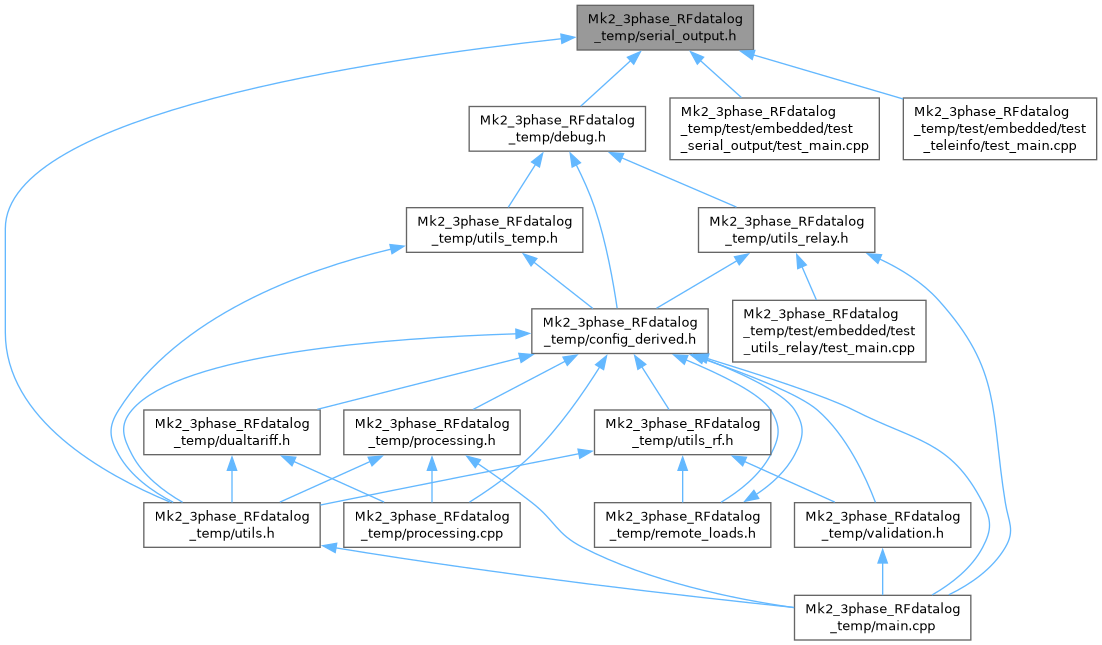 Mk2_3phase_RFdatalog
_temp/serial_output.h
Mk2_3phase_RFdatalog
_temp/debug.h
Mk2_3phase_RFdatalog
_temp/test/embedded/test
_serial_output/test_main.cpp
Mk2_3phase_RFdatalog
_temp/test/embedded/test
_teleinfo/test_main.cpp
Mk2_3phase_RFdatalog
_temp/utils_temp.h
Mk2_3phase_RFdatalog
_temp/utils_relay.h
Mk2_3phase_RFdatalog
_temp/config_derived.h
Mk2_3phase_RFdatalog
_temp/test/embedded/test
_utils_relay/test_main.cpp
Mk2_3phase_RFdatalog
_temp/dualtariff.h
Mk2_3phase_RFdatalog
_temp/processing.h
Mk2_3phase_RFdatalog
_temp/utils_rf.h
Mk2_3phase_RFdatalog
_temp/utils.h
Mk2_3phase_RFdatalog
_temp/processing.cpp
Mk2_3phase_RFdatalog
_temp/remote_loads.h
Mk2_3phase_RFdatalog
_temp/validation.h
Mk2_3phase_RFdatalog
_temp/main.cpp